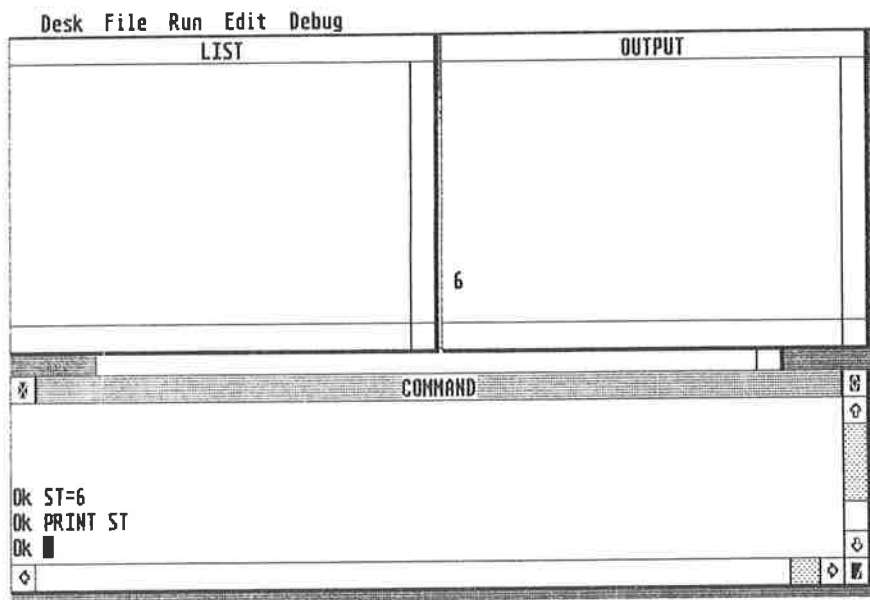 Desk File Run Edit Debug
LIST
OUTPUT
6
COMMAND
Ok ST=6
Ok PRINT ST
Ok